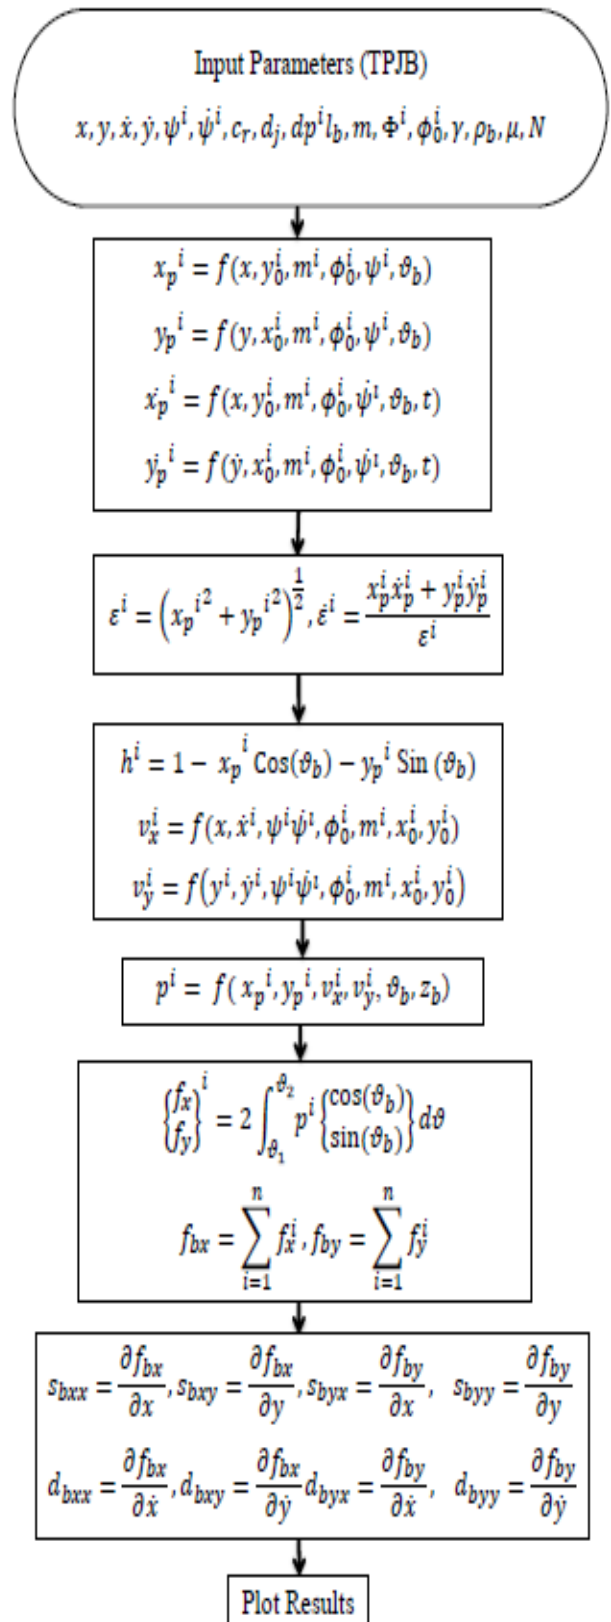 Input Parameters (TPJB)
x, y, ẋ, ẏ, ψ^i, ψ̇^i, c_r, d_j, dp^i l_b, m, Φ^i, ϕ_0^i, γ, ρ_b, μ, N
x_p^i = f(x, y_0^i, m^i, ϕ_0^i, ψ^i, ϑ_b)
y_p^i = f(y, x_0^i, m^i, ϕ_0^i, ψ^i, ϑ_b)
ẋ_p^i = f(x, y_0^i, m^i, ϕ_0^i, ψ̇^ı, ϑ_b, t)
ẏ_p^i = f(ẏ, x_0^i, m^i, ϕ_0^i, ψ̇^ı, ϑ_b, t)
ε^i = (x_p^{i^2} + y_p^{i^2})^{1/2}, ε̇^i = (x_p^i ẋ_p^i + y_p^i ẏ_p^i)/ε^i
h^i = 1 − x_p^i Cos(ϑ_b) − y_p^i Sin (ϑ_b)
v_x^i = f(x, ẋ^i, ψ^i ψ̇^ı, ϕ_0^i, m^i, x_0^i, y_0^i)
v_y^i = f(y^i, ẏ^i, ψ^i ψ̇^ı, ϕ_0^i, m^i, x_0^i, y_0^i)
p^i = f( x_p^i, y_p^i, v_x^i, v_y^i, ϑ_b, z_b)
{f_x f_y}^i = 2 ∫_{ϑ_1}^{ϑ_2} p^i {cos(ϑ_b) sin(ϑ_b)} dϑ
f_bx = ∑_{i=1}^{n} f_x^i, f_by = ∑_{i=1}^{n} f_y^i
s_bxx = ∂f_bx/∂x, s_bxy = ∂f_bx/∂y, s_byx = ∂f_by/∂x, s_byy = ∂f_by/∂y
d_bxx = ∂f_bx/∂ẋ, d_bxy = ∂f_bx/∂ẏ d_byx = ∂f_by/∂ẋ, d_byy = ∂f_by/∂ẏ
Plot Results